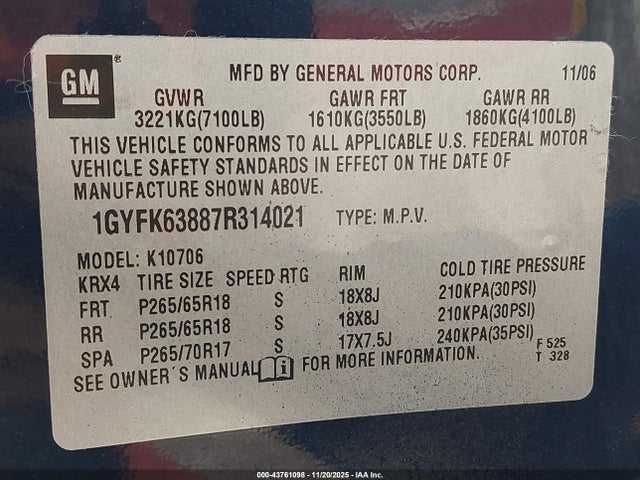 GM ®
MFD BY GENERAL MOTORS CORP. 11/06
GVWR GAWR FRT GAWR RR
3221KG(7100LB) 1610KG(3550LB) 1860KG(4100LB)
THIS VEHICLE CONFORMS TO ALL APPLICABLE U.S. FEDERAL MOTOR
VEHICLE SAFETY STANDARDS IN EFFECT ON THE DATE OF
MANUFACTURE SHOWN ABOVE.
1GYFK63887R314021 TYPE: M.P.V.
MODEL: K10706
KRX4 TIRE SIZE SPEED RTG RIM COLD TIRE PRESSURE
FRT P265/65R18 S 18X8J 210KPA(30PSI)
RR P265/65R18 S 18X8J 210KPA(30PSI)
SPA P265/70R17 S 17X7.5J 240KPA(35PSI) F 525
SEE OWNER'S MANUAL i FOR MORE INFORMATION. T 328
000-43761098 - 11/20/2025 - IAA Inc.